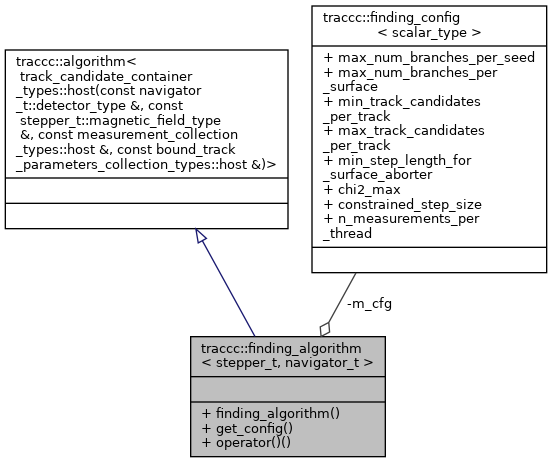 traccc::algorithm<
track_candidate_container
_types::host(const navigator
_t::detector_type &, const
stepper_t::magnetic_field_type
&, const measurement_collection
_types::host &, const bound_track
_parameters_collection_types::host &)>
traccc::finding_config
< scalar_type >
+ max_num_branches_per_seed
+ max_num_branches_per
_surface
+ min_track_candidates
_per_track
+ max_track_candidates
_per_track
+ min_step_length_for
_surface_aborter
+ chi2_max
+ constrained_step_size
+ n_measurements_per
_thread
-m_cfg
traccc::finding_algorithm
< stepper_t, navigator_t >
+ finding_algorithm()
+ get_config()
+ operator()()